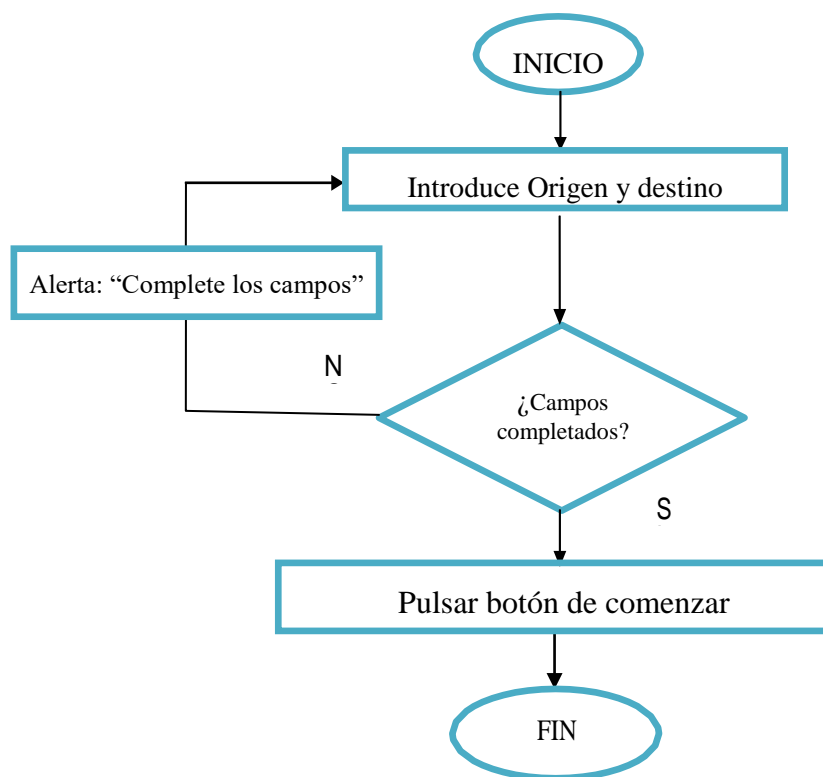 INICIO
Introduce Origen y destino
Alerta: “Complete los campos”
N
¿Campos
completados?
S
Pulsar botón de comenzar
FIN